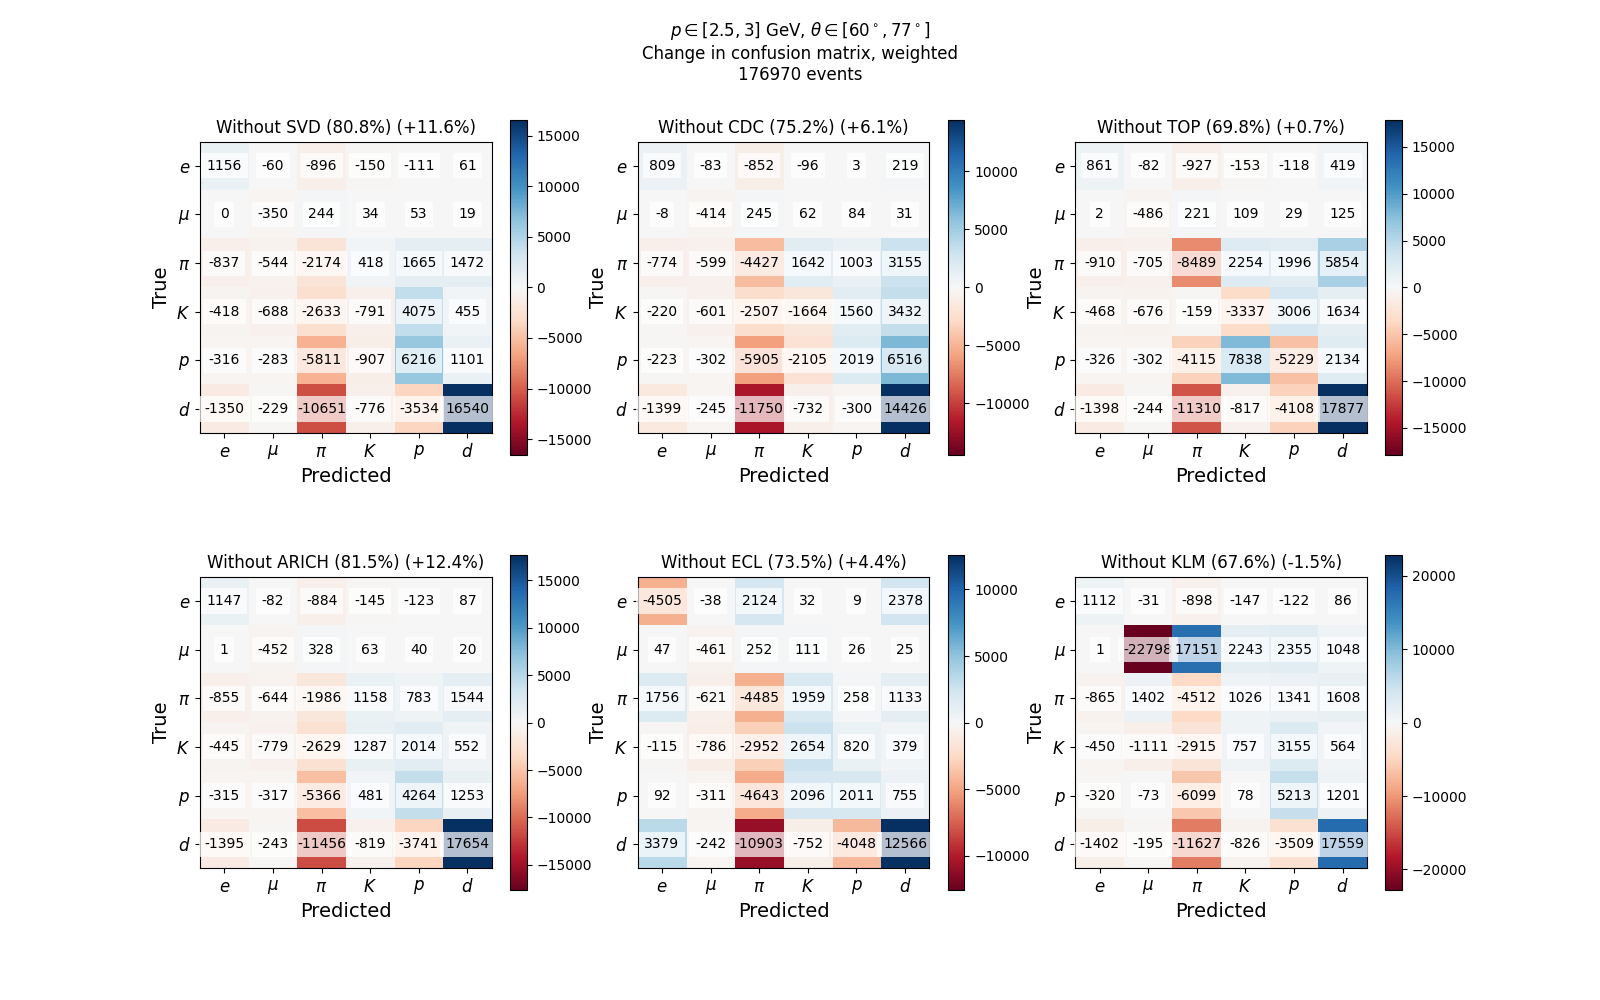 p ∈ [2.5, 3] GeV, θ ∈ [60°, 77°]
Change in confusion matrix, weighted
176970 events
Without SVD (80.8%) (+11.6%)
e 1156 -60 -896 -150 -111 61
μ 0 -350 244 34 53 19
π -837 -544 -2174 418 1665 1472
K -418 -688 -2633 -791 4075 455
p -316 -283 -5811 -907 6216 1101
d -1350 -229 -10651 -776 -3534 16540
e μ π K p d
Predicted
True
15000
10000
5000
0
−5000
−10000
−15000
Without CDC (75.2%) (+6.1%)
e 809 -83 -852 -96 3 219
μ -8 -414 245 62 84 31
π -774 -599 -4427 1642 1003 3155
K -220 -601 -2507 -1664 1560 3432
p -223 -302 -5905 -2105 2019 6516
d -1399 -245 -11750 -732 -300 14426
e μ π K p d
Predicted
True
10000
5000
0
−5000
−10000
Without TOP (69.8%) (+0.7%)
e 861 -82 -927 -153 -118 419
μ 2 -486 221 109 29 125
π -910 -705 -8489 2254 1996 5854
K -468 -676 -159 -3337 3006 1634
p -326 -302 -4115 7838 -5229 2134
d -1398 -244 -11310 -817 -4108 17877
e μ π K p d
Predicted
True
15000
10000
5000
0
−5000
−10000
−15000
Without ARICH (81.5%) (+12.4%)
e 1147 -82 -884 -145 -123 87
μ 1 -452 328 63 40 20
π -855 -644 -1986 1158 783 1544
K -445 -779 -2629 1287 2014 552
p -315 -317 -5366 481 4264 1253
d -1395 -243 -11456 -819 -3741 17654
e μ π K p d
Predicted
True
15000
10000
5000
0
−5000
−10000
−15000
Without ECL (73.5%) (+4.4%)
e -4505 -38 2124 32 9 2378
μ 47 -461 252 111 26 25
π 1756 -621 -4485 1959 258 1133
K -115 -786 -2952 2654 820 379
p 92 -311 -4643 2096 2011 755
d 3379 -242 -10903 -752 -4048 12566
e μ π K p d
Predicted
True
10000
5000
0
−5000
−10000
Without KLM (67.6%) (-1.5%)
e 1112 -31 -898 -147 -122 86
μ 1 -22798 17151 2243 2355 1048
π -865 1402 -4512 1026 1341 1608
K -450 -1111 -2915 757 3155 564
p -320 -73 -6099 78 5213 1201
d -1402 -195 -11627 -826 -3509 17559
e μ π K p d
Predicted
True
20000
10000
0
−10000
−20000